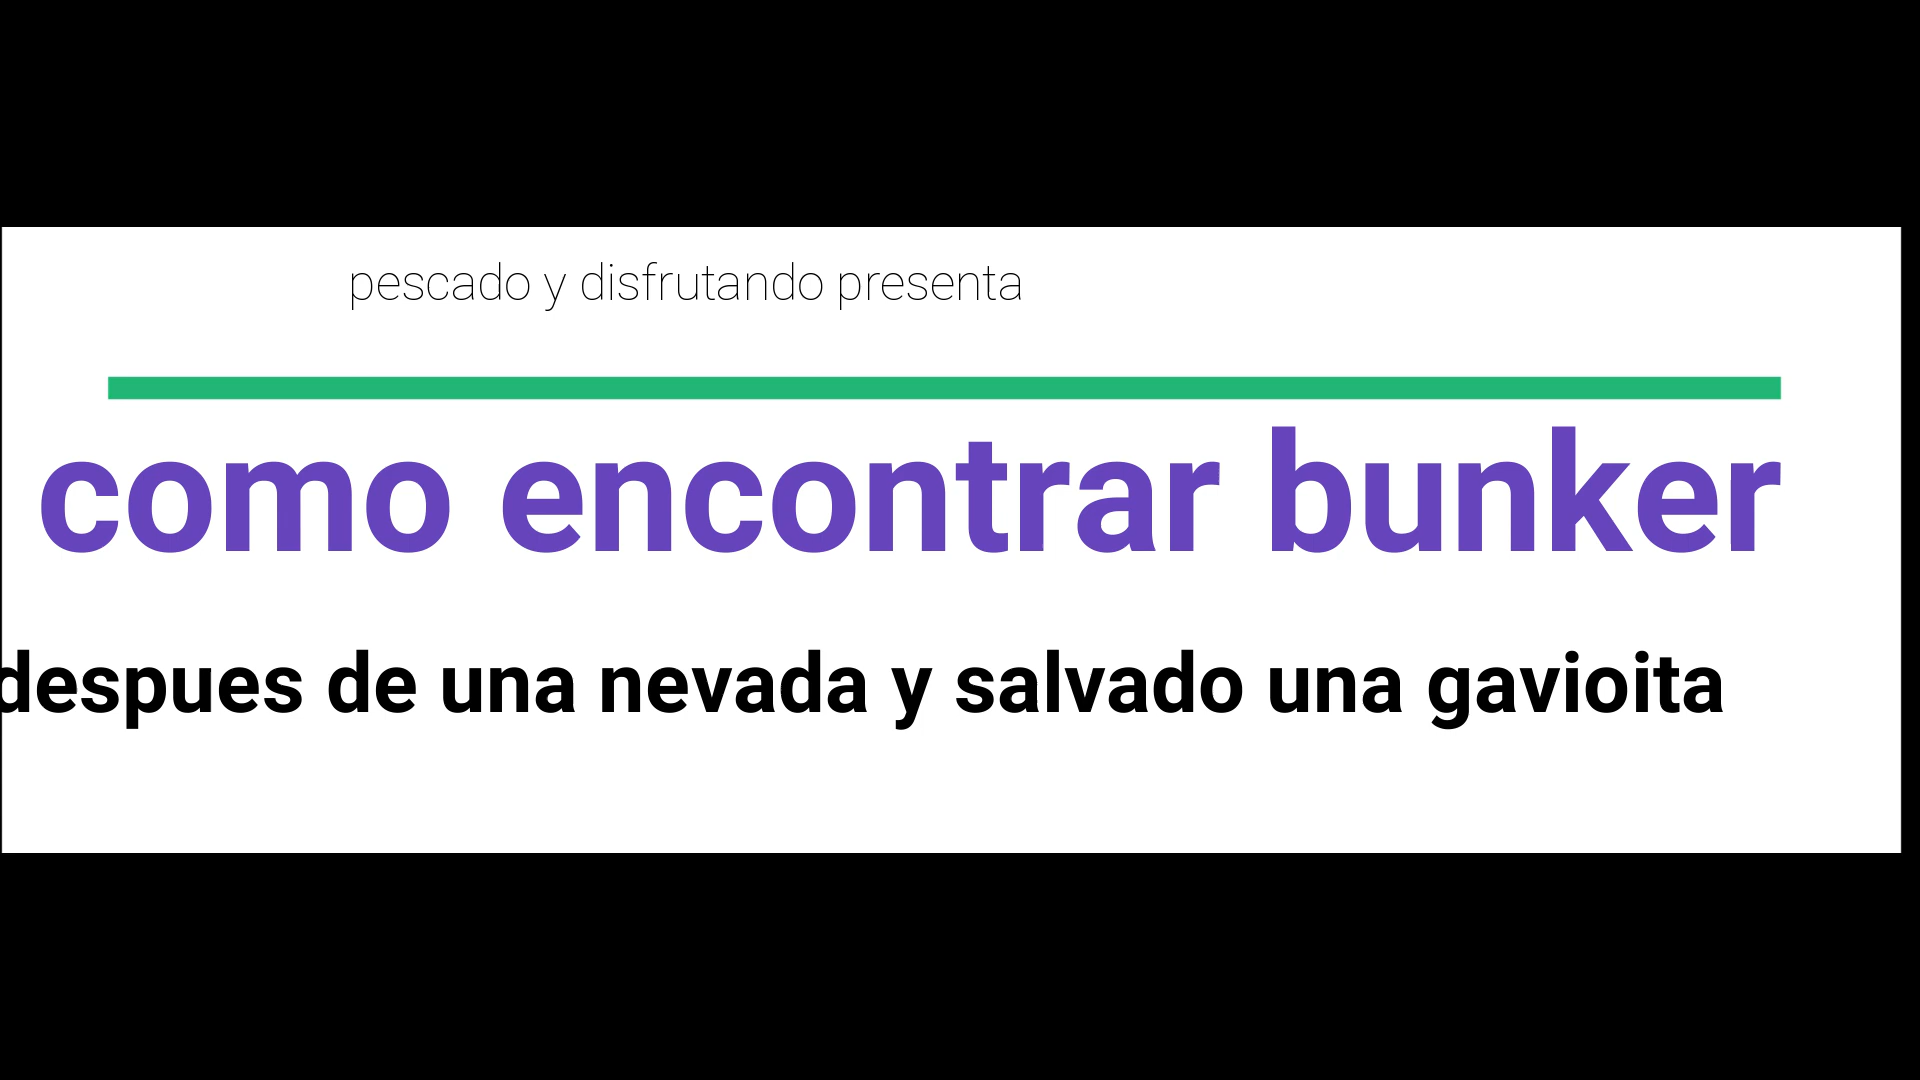 pescado y disfrutando presenta
como encontrar bunker
despues de una nevada y salvado una gavioita